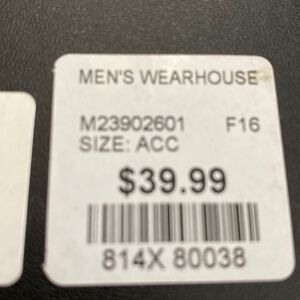 MEN'S WEARHOUSE
M23902601 F16
SIZE: ACC
$39.99
814X 80038